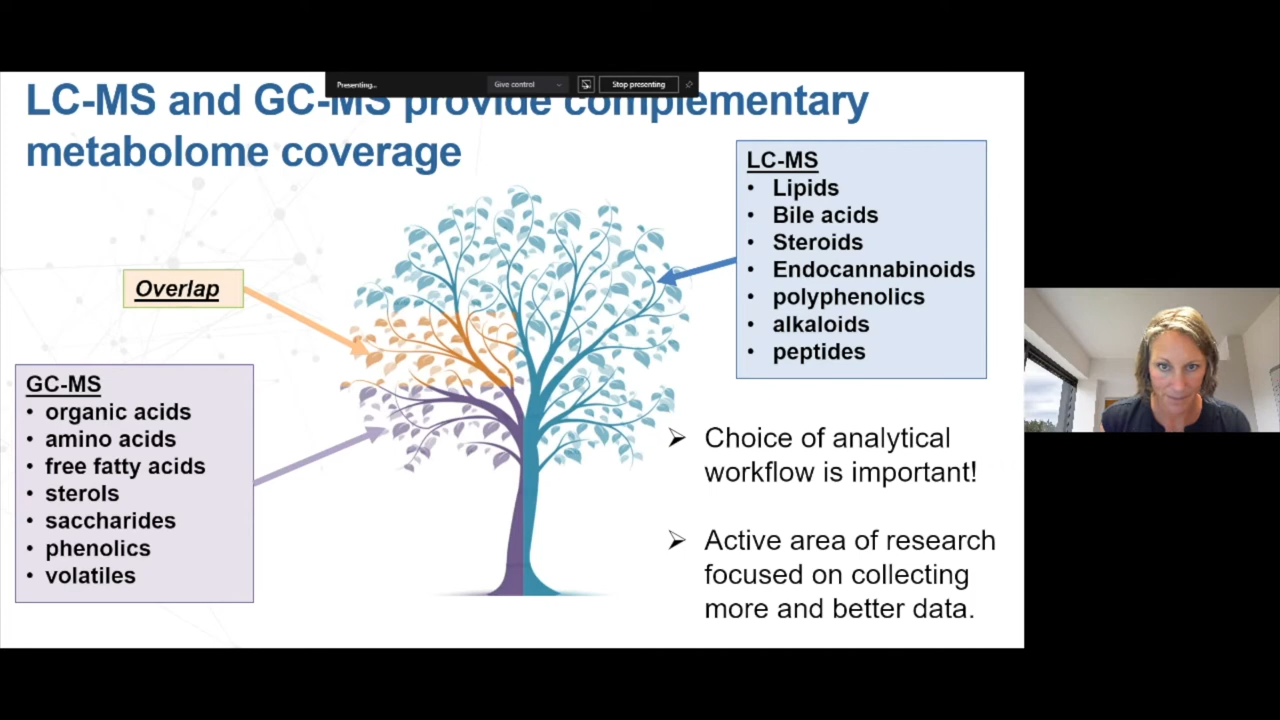 Presenting...
Give control
Stop presenting
LC-MS and GC-MS provide complementary
metabolome coverage
LC-MS
• Lipids
• Bile acids
• Steroids
• Endocannabinoids
• polyphenolics
• alkaloids
• peptides
Overlap
GC-MS
• organic acids
• amino acids
• free fatty acids
• sterols
• saccharides
• phenolics
• volatiles
➢ Choice of analytical
workflow is important!
➢ Active area of research
focused on collecting
more and better data.